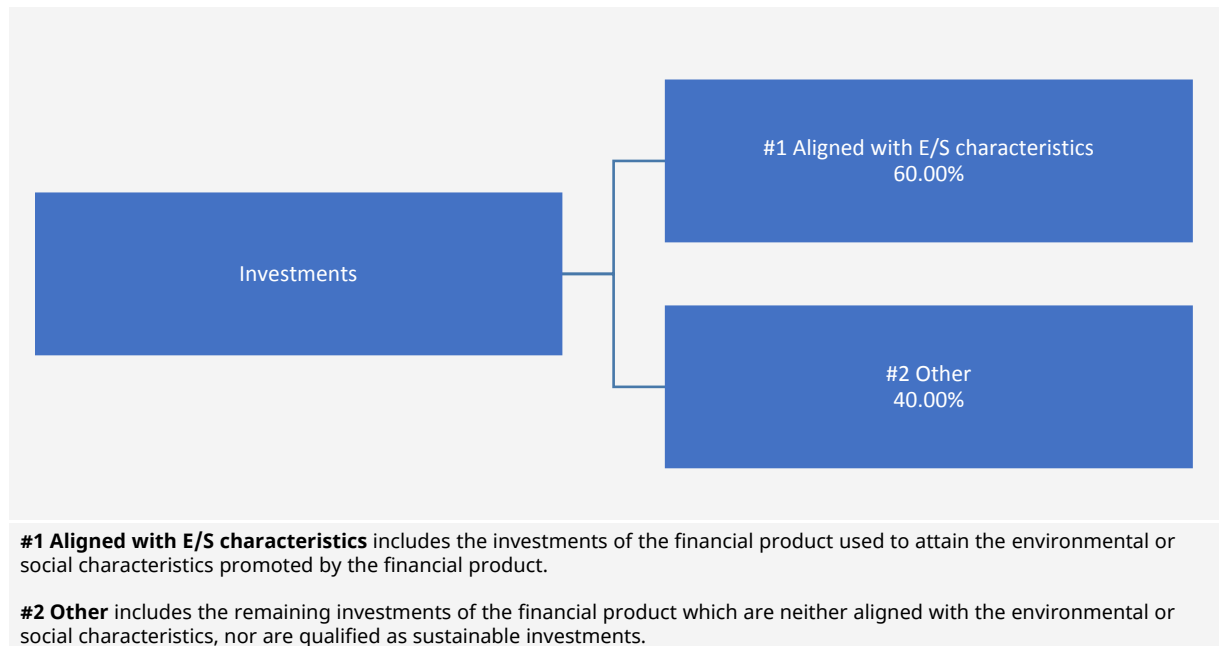 #1 Aligned with E/S characteristics
60.00%
Investments
#2 Other
40.00%
#1 Aligned with E/S characteristics includes the investments of the financial product used to attain the environmental or
social characteristics promoted by the financial product.
#2 Other includes the remaining investments of the financial product which are neither aligned with the environmental or
social characteristics, nor are qualified as sustainable investments.